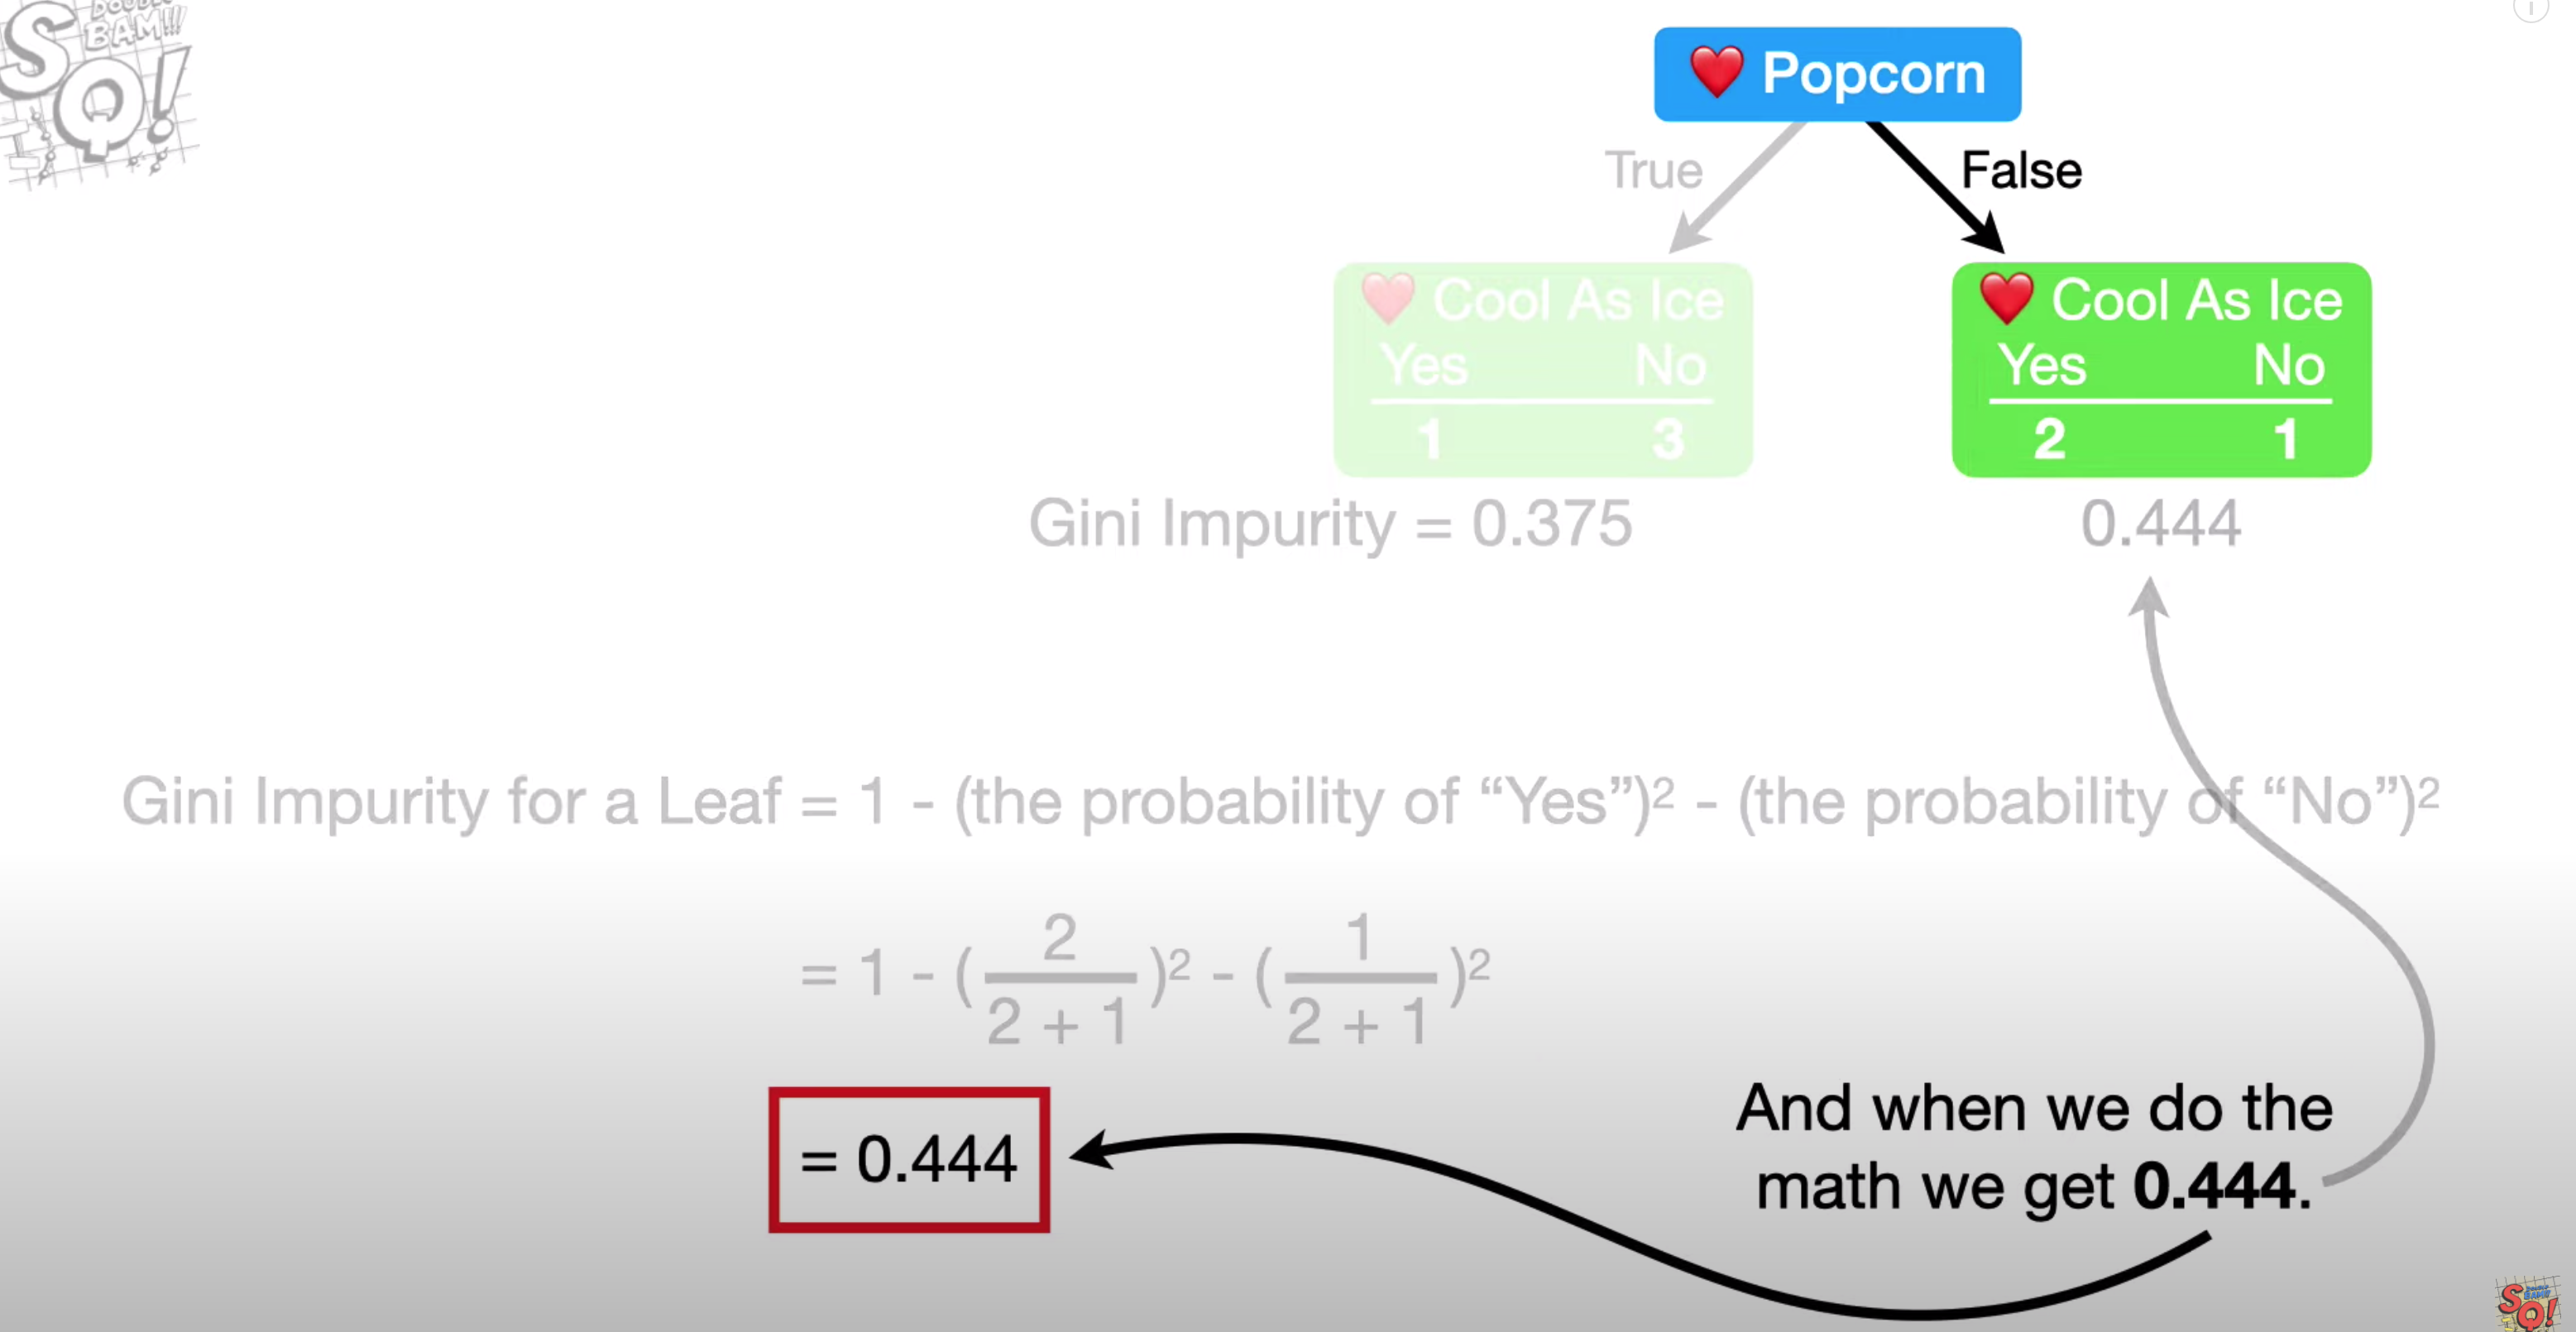 DOUBLE
BAM!!!
SQ!
❤️ Popcorn
True
False
❤️ Cool As Ice
Yes No
1 3
❤️ Cool As Ice
Yes No
2 1
Gini Impurity = 0.375
0.444
Gini Impurity for a Leaf = 1 - (the probability of “Yes”)² - (the probability of “No”)²
= 1 - (2/(2 + 1))² - (1/(2 + 1))²
= 0.444
And when we do the
math we get 0.444.
SQ!